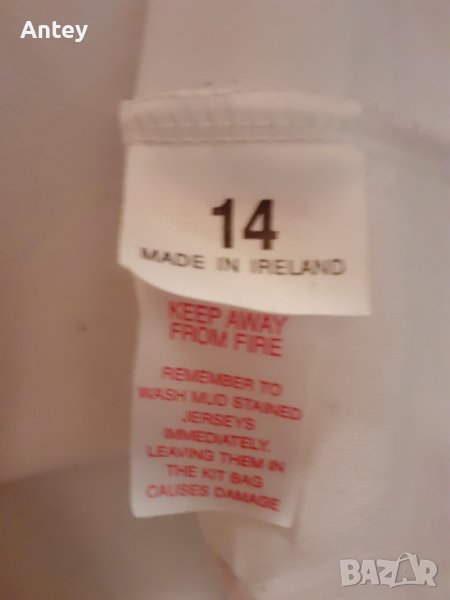 Antey
14
MADE IN IRELAND
KEEP AWAY
FROM FIRE
REMEMBER TO
WASH MUD STAINED
JERSEYS
IMMEDIATELY.
LEAVING THEM IN
THE KIT BAG
CAUSES DAMAGE
BAZAR